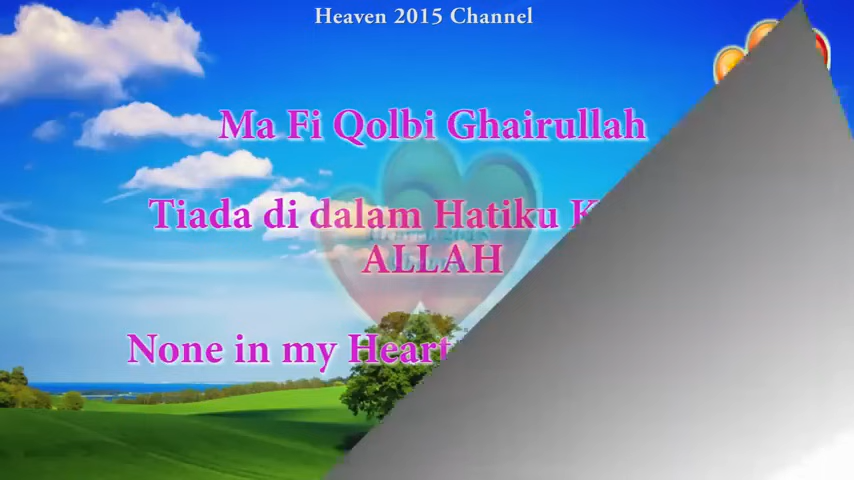 Heaven 2015 Channel
Ma Fi Qolbi Ghairullah
Tiada di dalam Hatiku
ALLAH
None in my Heart